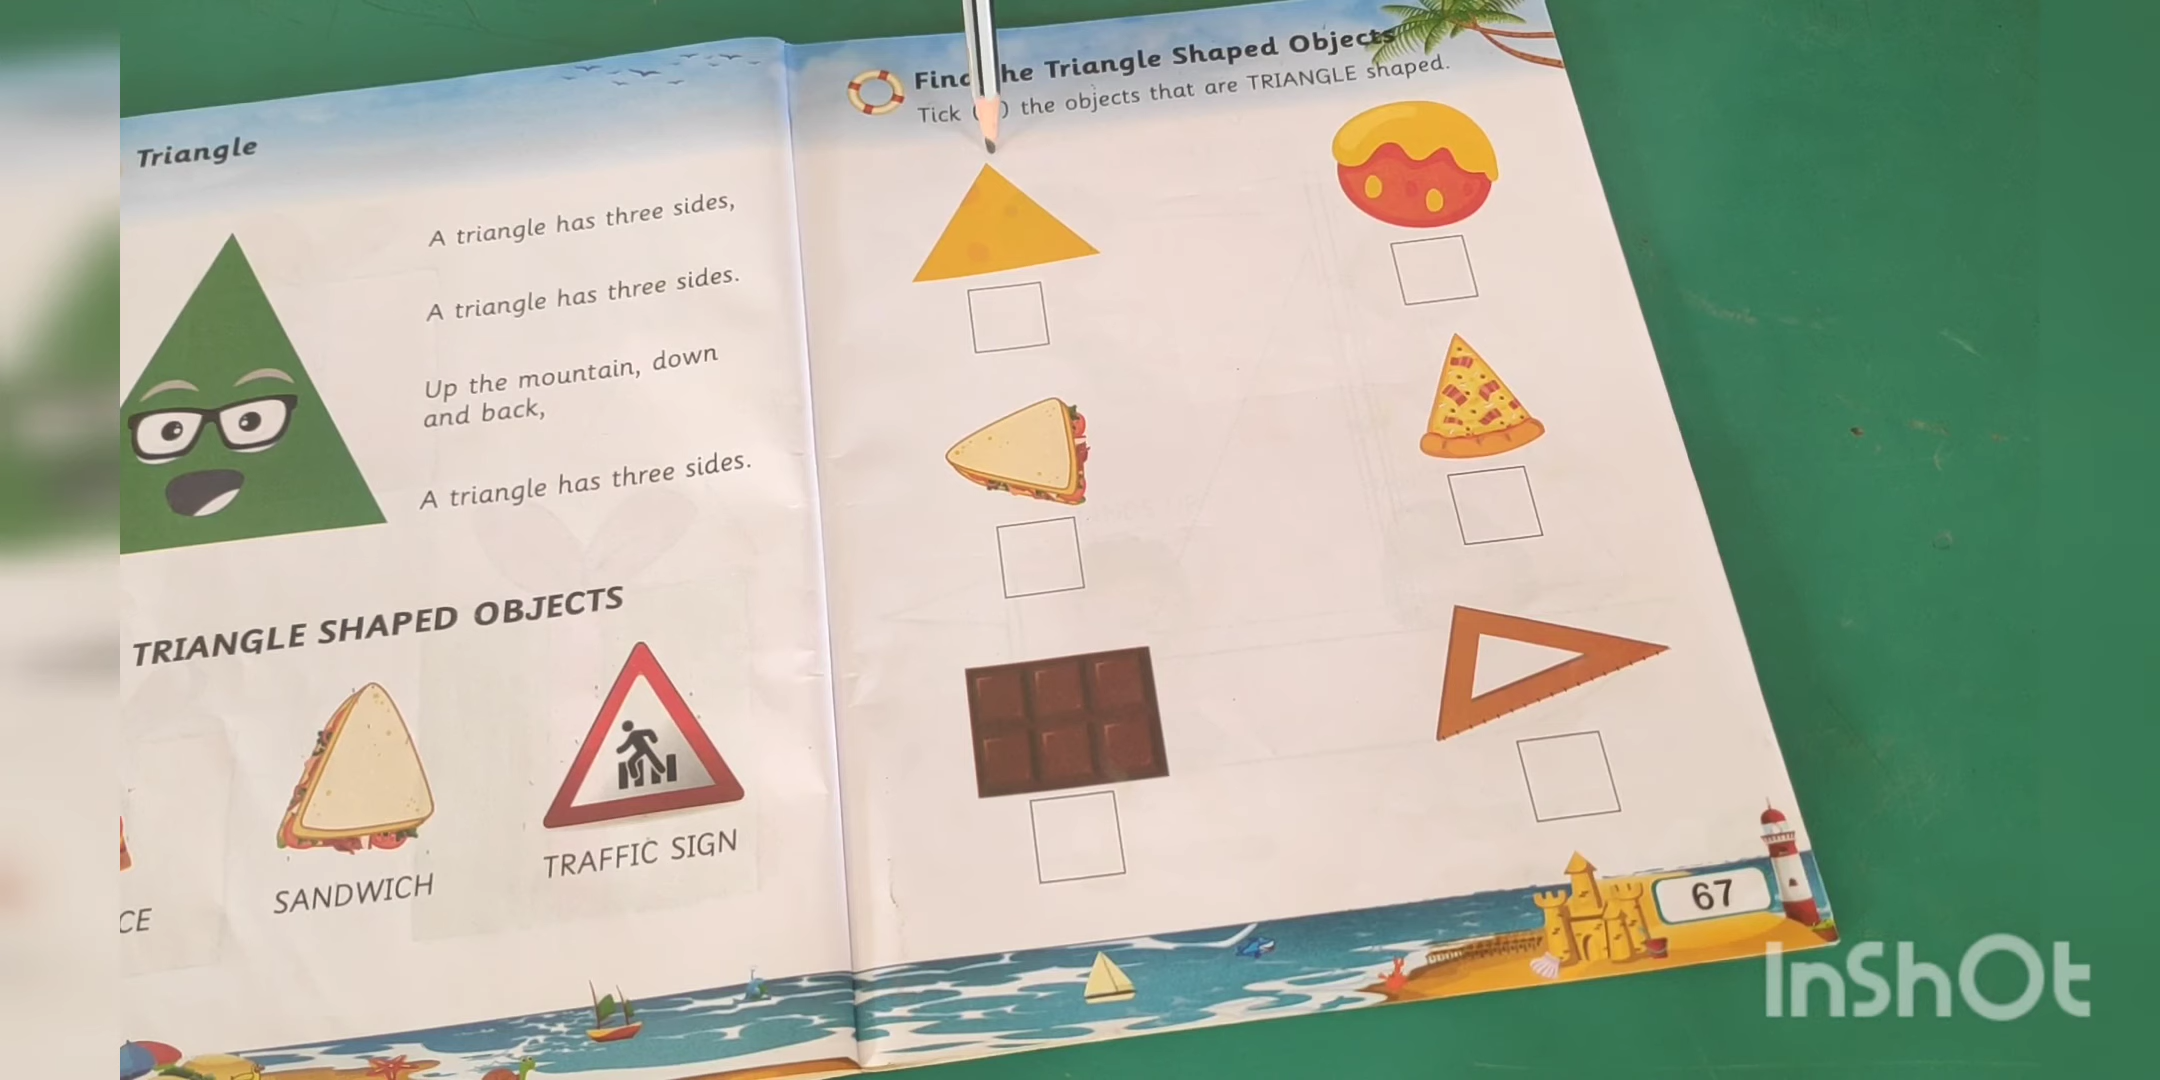 Triangle
A triangle has three sides,
A triangle has three sides.
Up the mountain, down
and back,
A triangle has three sides.
TRIANGLE SHAPED OBJECTS
CE
SANDWICH
TRAFFIC SIGN
Find the Triangle Shaped Objects
Tick ( ) the objects that are TRIANGLE shaped.
67
InShOt